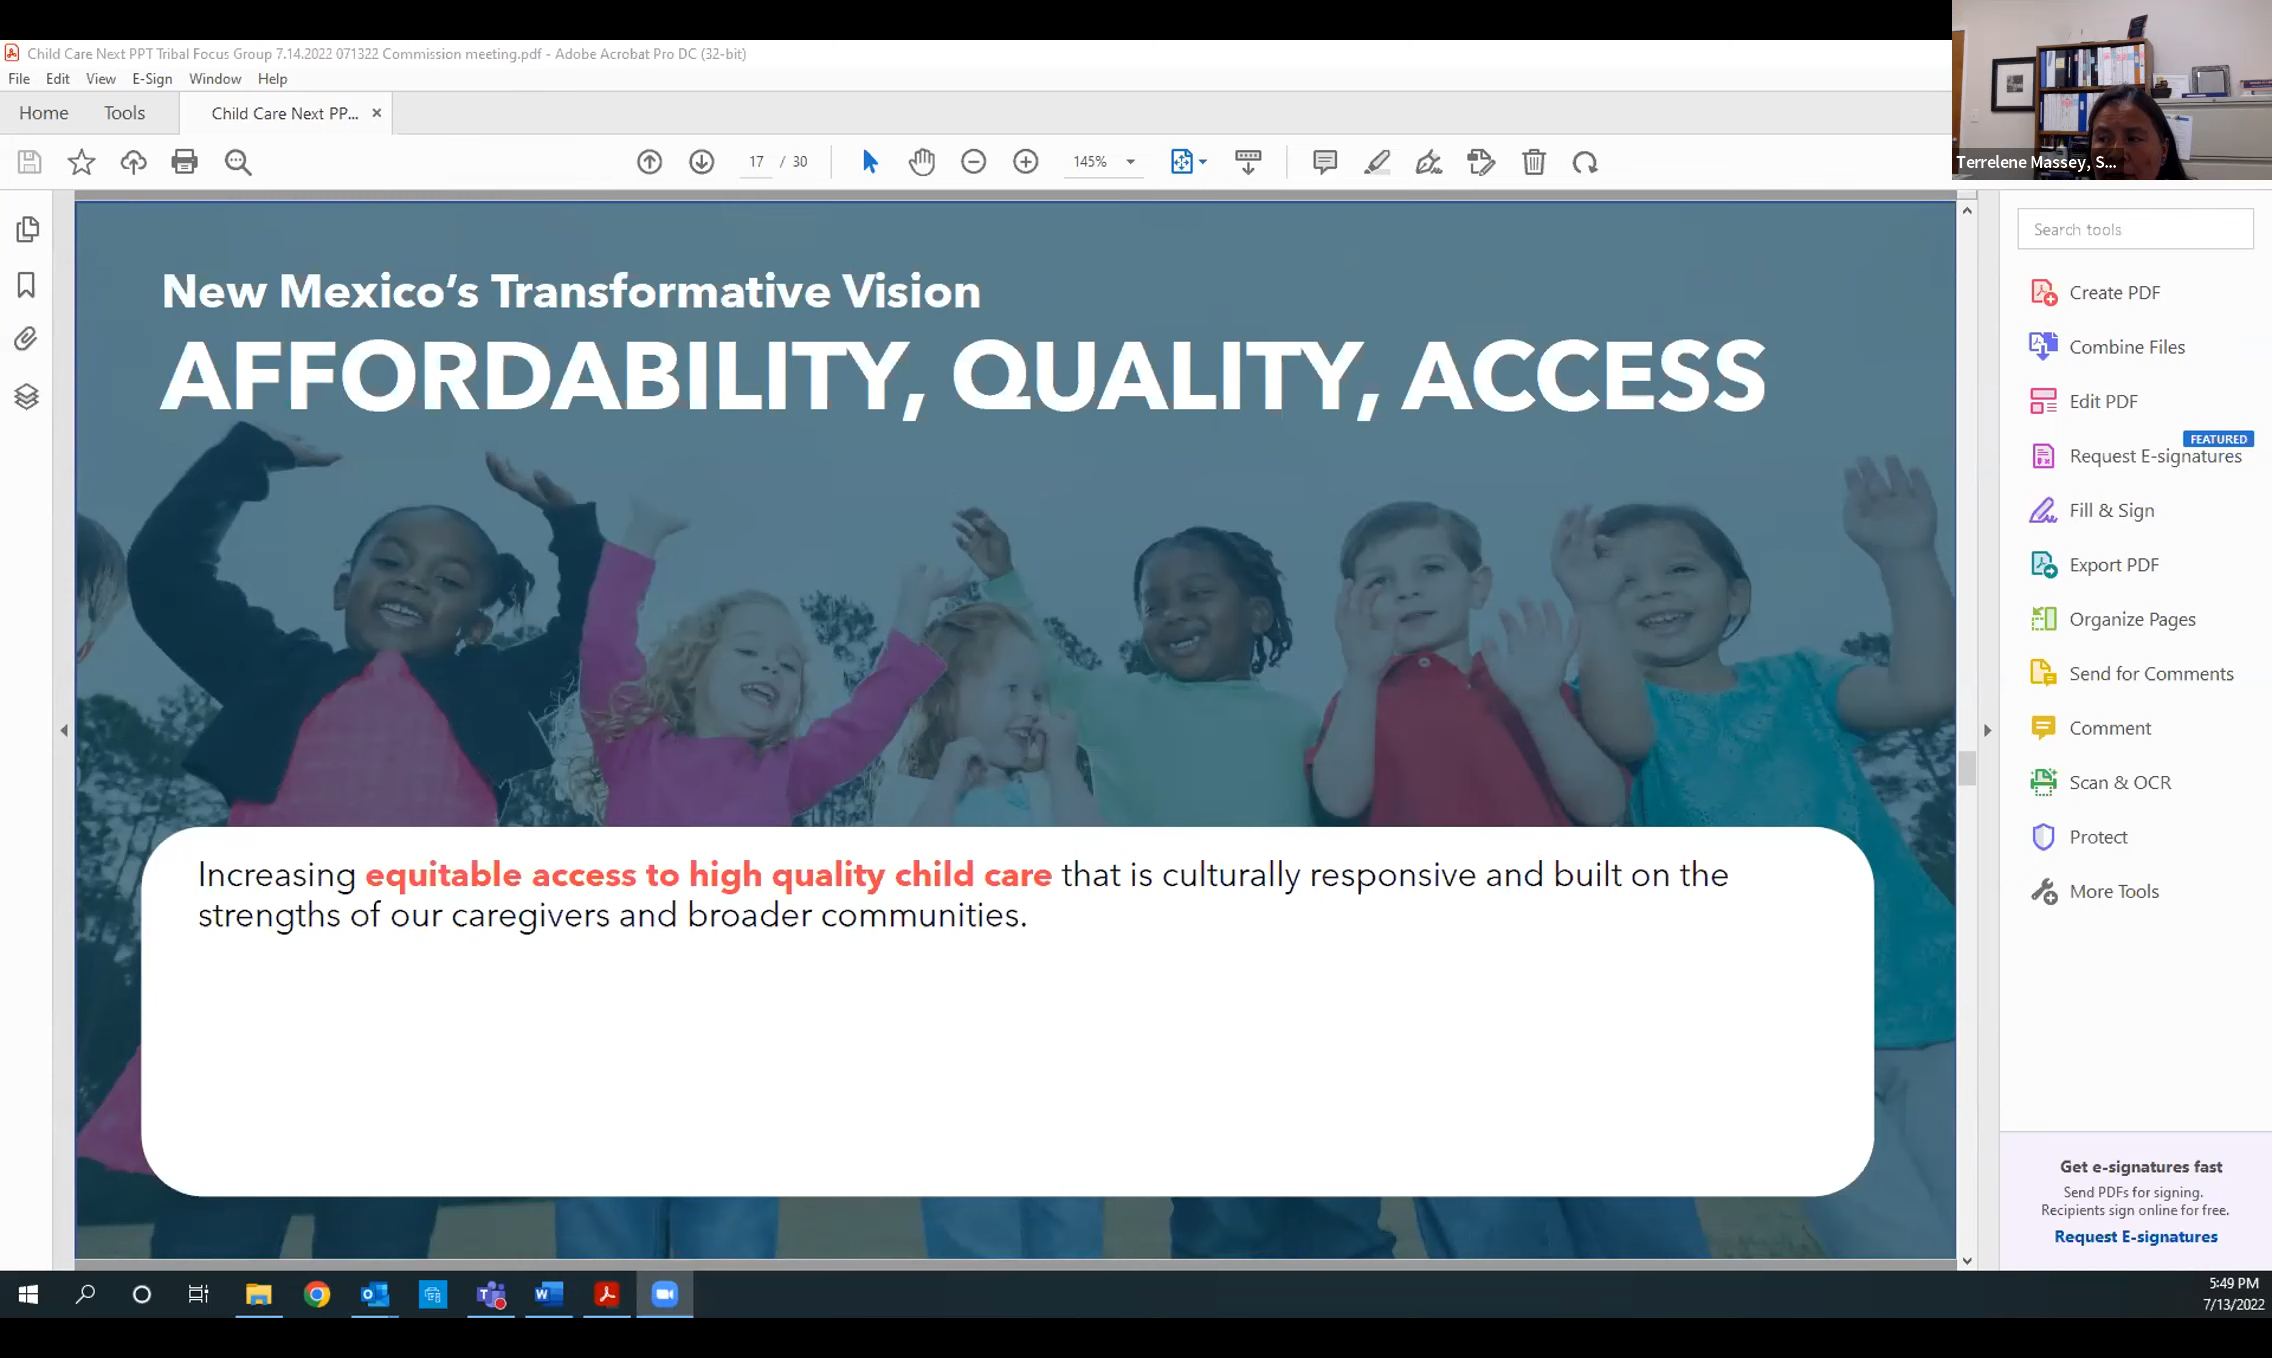 Child Care Next PPT Tribal Focus Group 7.14.2022 071322 Commission meeting.pdf - Adobe Acrobat Pro DC (32-bit)
File Edit View E-Sign Window Help
Home Tools Child Care Next PP... ×
17 / 30 145%
Terrelene Massey, S...
New Mexico’s Transformative Vision
AFFORDABILITY, QUALITY, ACCESS
Increasing equitable access to high quality child care that is culturally responsive and built on the
strengths of our caregivers and broader communities.
Search tools
Create PDF
Combine Files
Edit PDF
FEATURED
Request E-signatures
Fill & Sign
Export PDF
Organize Pages
Send for Comments
Comment
Scan & OCR
Protect
More Tools
Get e-signatures fast
Send PDFs for signing.
Recipients sign online for free.
Request E-signatures
5:49 PM
7/13/2022